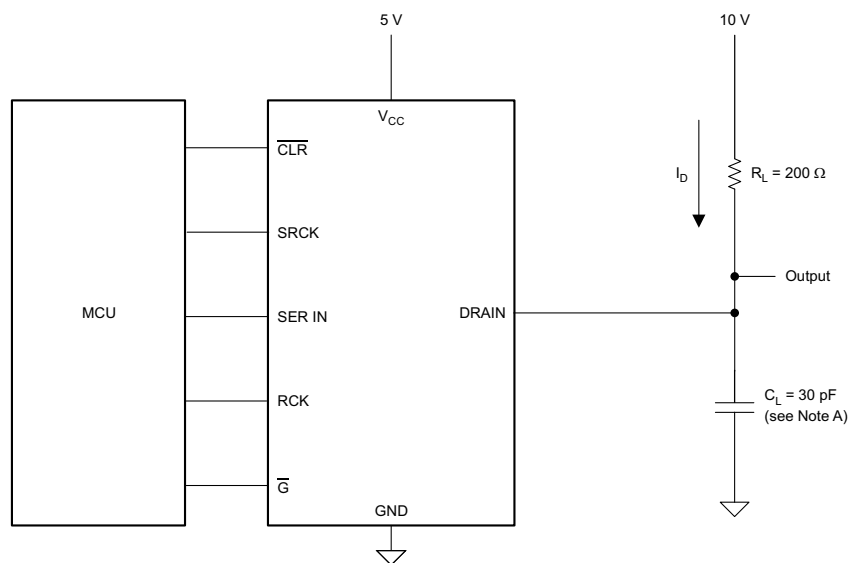 5 V
10 V
V_CC
CLR
SRCK
SER IN
RCK
G
MCU
DRAIN
GND
I_D
R_L = 200 Ω
Output
C_L = 30 pF
(see Note A)